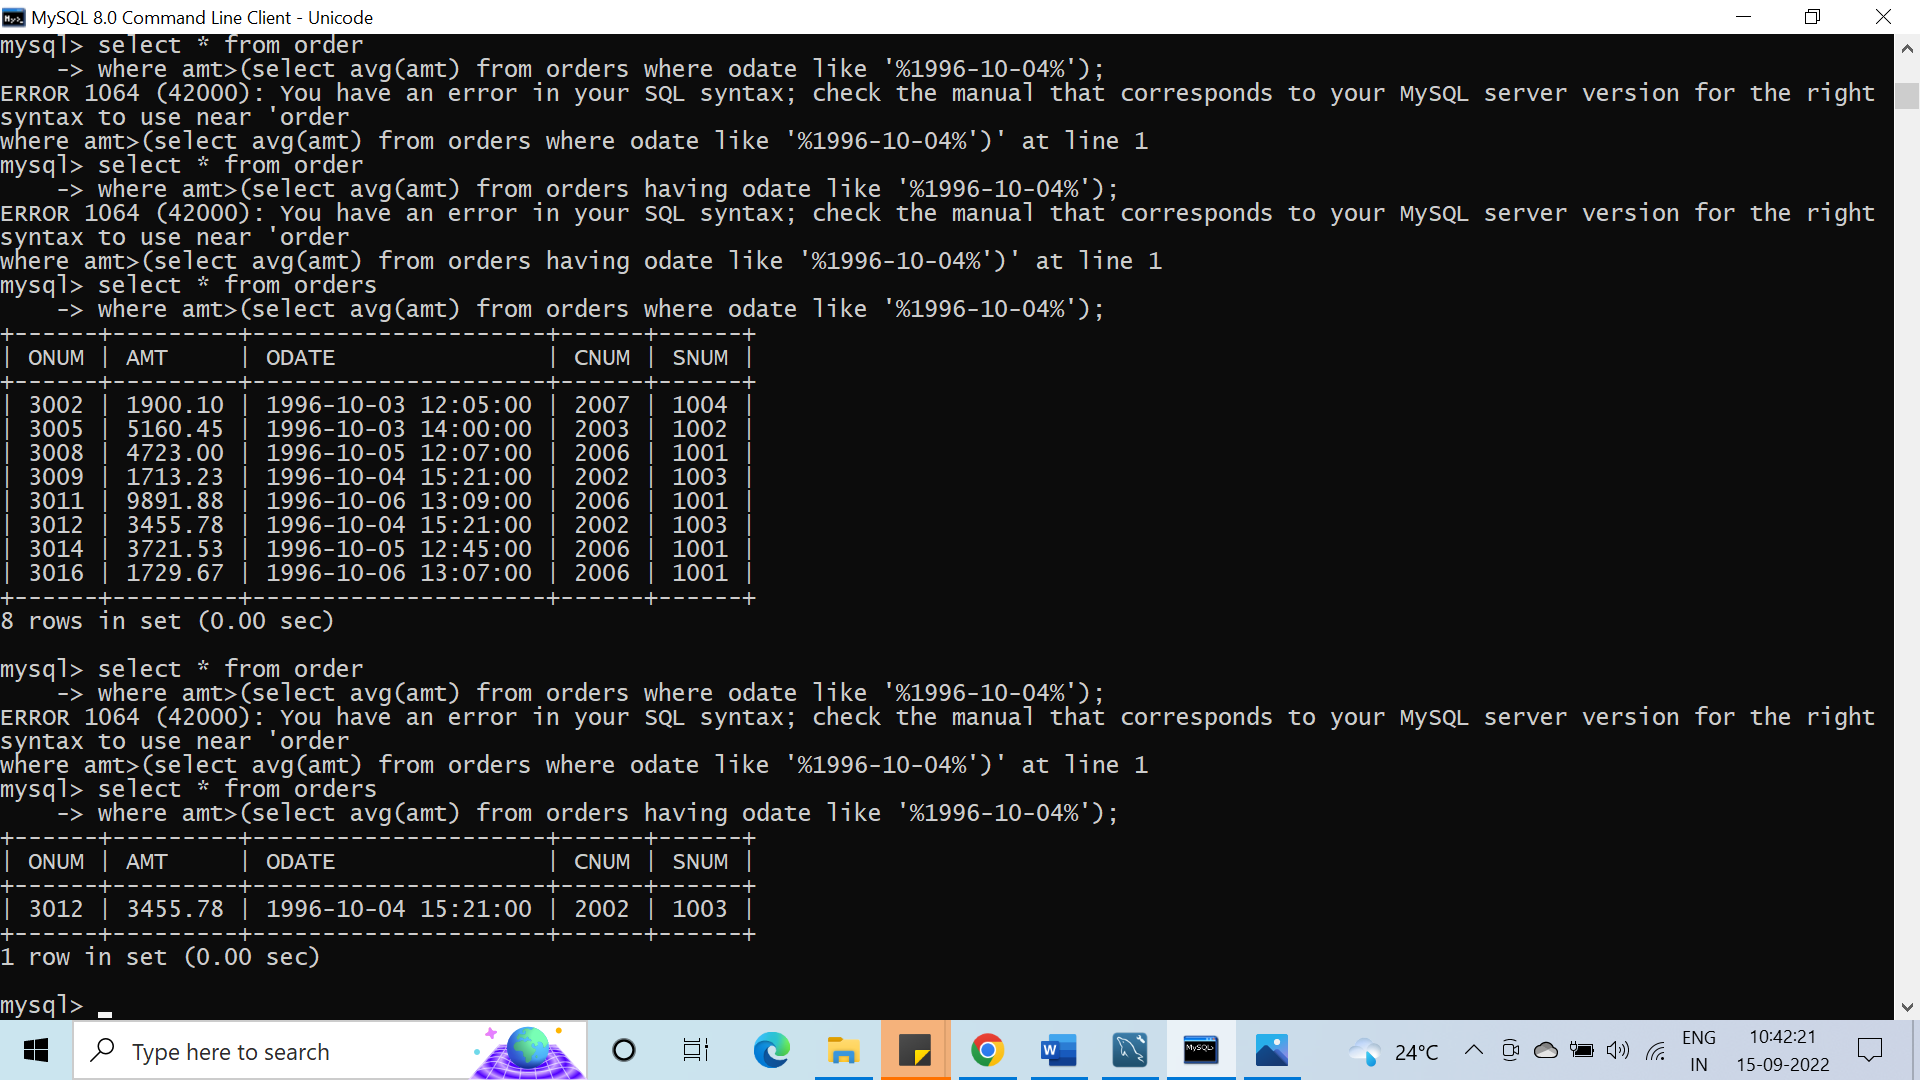 MySQL 8.0 Command Line Client - Unicode
mysql> select * from order
    -> where amt>(select avg(amt) from orders where odate like '%1996-10-04%');
ERROR 1064 (42000): You have an error in your SQL syntax; check the manual that corresponds to your MySQL server version for the right
syntax to use near 'order
where amt>(select avg(amt) from orders where odate like '%1996-10-04%')' at line 1
mysql> select * from order
    -> where amt>(select avg(amt) from orders having odate like '%1996-10-04%');
ERROR 1064 (42000): You have an error in your SQL syntax; check the manual that corresponds to your MySQL server version for the right
syntax to use near 'order
where amt>(select avg(amt) from orders having odate like '%1996-10-04%')' at line 1
mysql> select * from orders
    -> where amt>(select avg(amt) from orders where odate like '%1996-10-04%');
+------+---------+---------------------+------+------+
| ONUM | AMT     | ODATE               | CNUM | SNUM |
+------+---------+---------------------+------+------+
| 3002 | 1900.10 | 1996-10-03 12:05:00 | 2007 | 1004 |
| 3005 | 5160.45 | 1996-10-03 14:00:00 | 2003 | 1002 |
| 3008 | 4723.00 | 1996-10-05 12:07:00 | 2006 | 1001 |
| 3009 | 1713.23 | 1996-10-04 15:21:00 | 2002 | 1003 |
| 3011 | 9891.88 | 1996-10-06 13:09:00 | 2006 | 1001 |
| 3012 | 3455.78 | 1996-10-04 15:21:00 | 2002 | 1003 |
| 3014 | 3721.53 | 1996-10-05 12:45:00 | 2006 | 1001 |
| 3016 | 1729.67 | 1996-10-06 13:07:00 | 2006 | 1001 |
+------+---------+---------------------+------+------+
8 rows in set (0.00 sec)
mysql> select * from order
    -> where amt>(select avg(amt) from orders where odate like '%1996-10-04%');
ERROR 1064 (42000): You have an error in your SQL syntax; check the manual that corresponds to your MySQL server version for the right
syntax to use near 'order
where amt>(select avg(amt) from orders where odate like '%1996-10-04%')' at line 1
mysql> select * from orders
    -> where amt>(select avg(amt) from orders having odate like '%1996-10-04%');
+------+---------+---------------------+------+------+
| ONUM | AMT     | ODATE               | CNUM | SNUM |
+------+---------+---------------------+------+------+
| 3012 | 3455.78 | 1996-10-04 15:21:00 | 2002 | 1003 |
+------+---------+---------------------+------+------+
1 row in set (0.00 sec)
mysql> _
Type here to search
W
MySQL
24°C
ENG
IN
10:42:21
15-09-2022